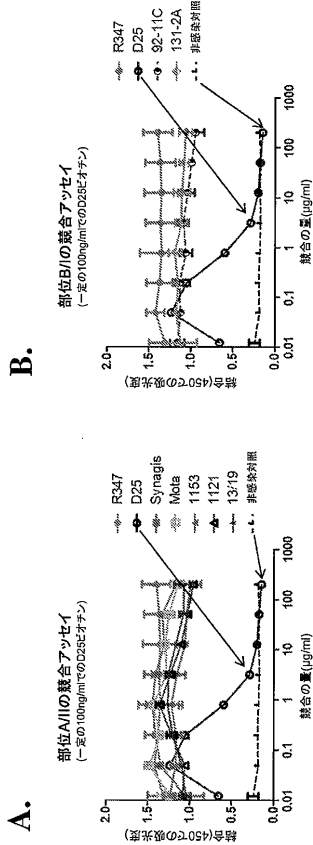 A.
部位A/IIの競合アッセイ
(一定の100ng/mlでのD25ビオチン)
結合(450での吸光度)
2.0
1.5
1.0
0.5
0.0
0.01
0.1
1
10
100
1000
競合の量(µg/ml)
R347
D25
Synagis
Mota
1153
1121
13/19
非感染対照
B.
部位B/Iの競合アッセイ
(一定の100ng/mlでのD25ビオチン)
結合(450での吸光度)
2.0
1.5
1.0
0.5
0.0
0.01
0.1
1
10
100
1000
競合の量(µg/ml)
R347
D25
92-11C
131-2A
非感染対照